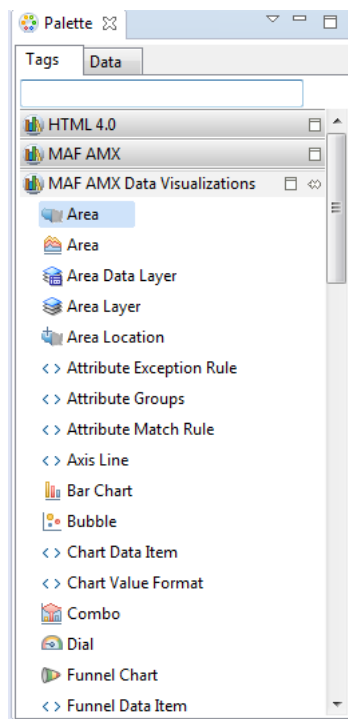 Palette
Tags Data
HTML 4.0
MAF AMX
MAF AMX Data Visualizations
Area
Area
Area Data Layer
Area Layer
Area Location
Attribute Exception Rule
Attribute Groups
Attribute Match Rule
Axis Line
Bar Chart
Bubble
Chart Data Item
Chart Value Format
Combo
Dial
Funnel Chart
Funnel Data Item